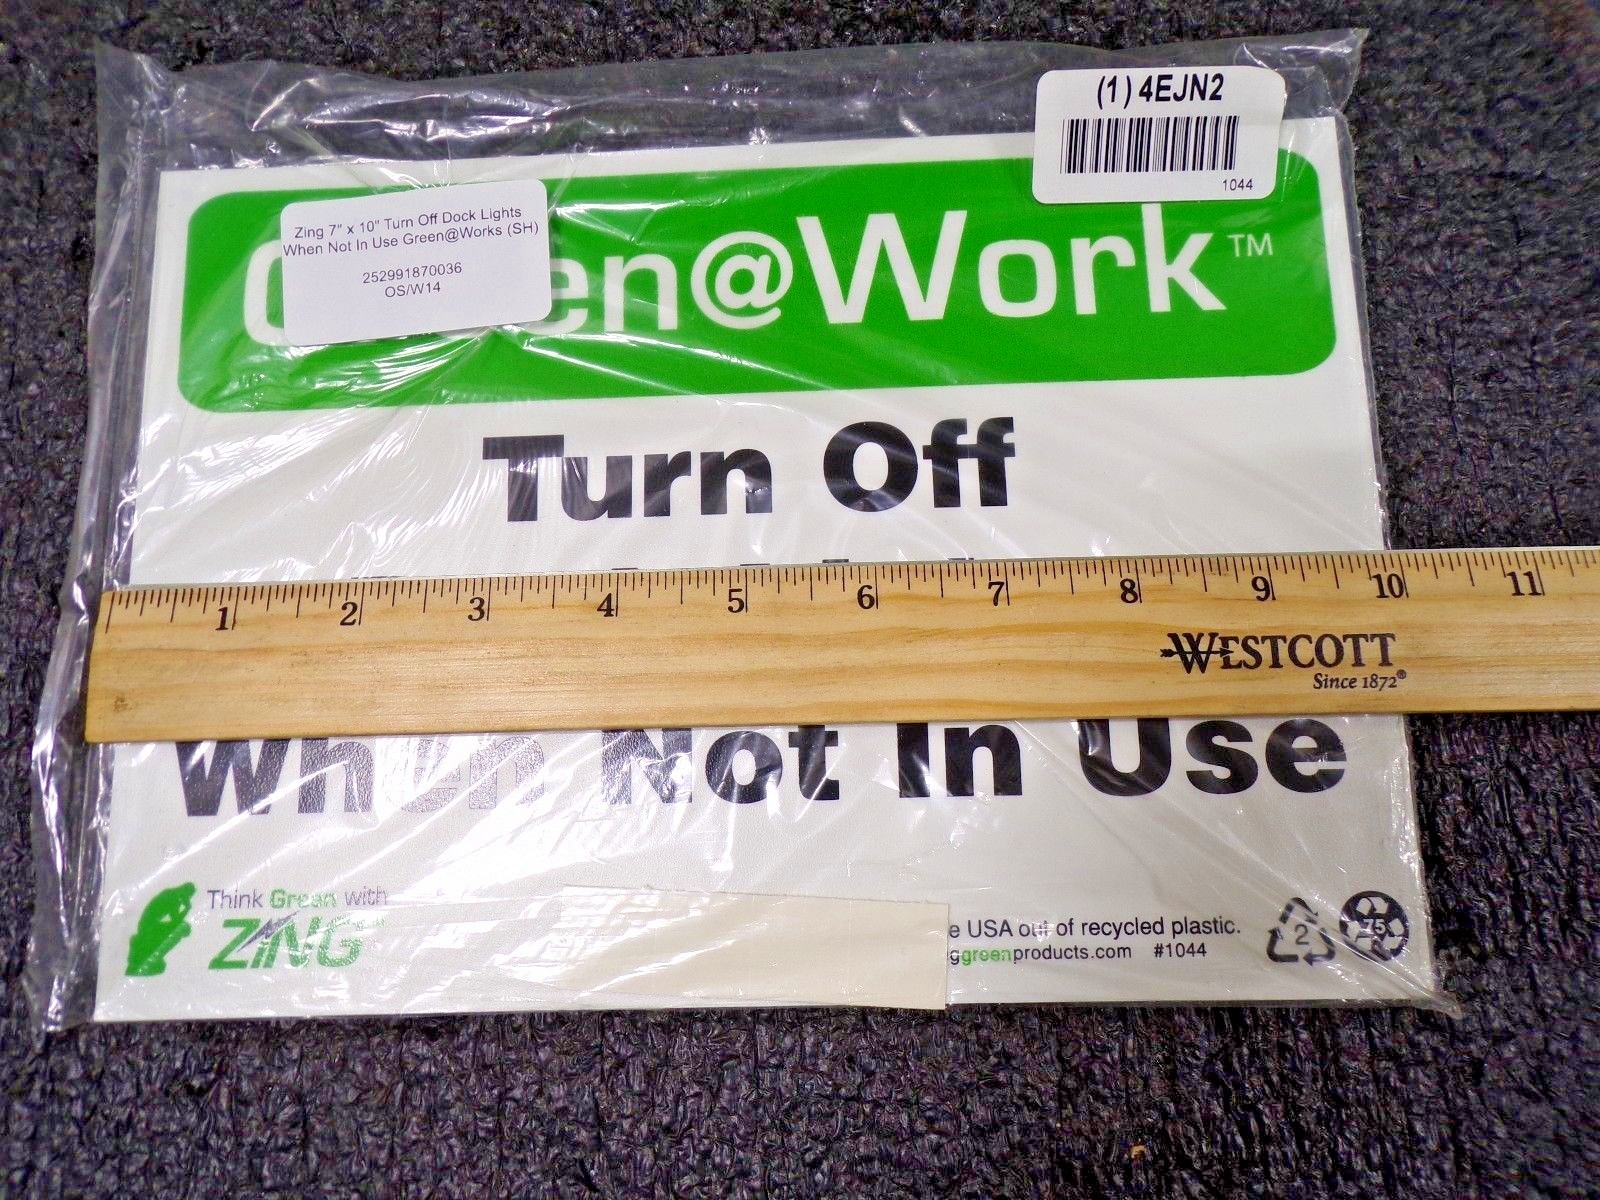 (1) 4EJN2
1044
Zing 7" x 10" Turn Off Dock Lights
When Not In Use Green@Works (SH)
252991870036
OS/W14
en@Work™
Turn Off
1 2 3 4 5 6 7 8 9 10 11
WESTCOTT
Since 1872®
When Not In Use
Think Green with
ZING
e USA out of recycled plastic.
ggreenproducts.com #1044
2
75